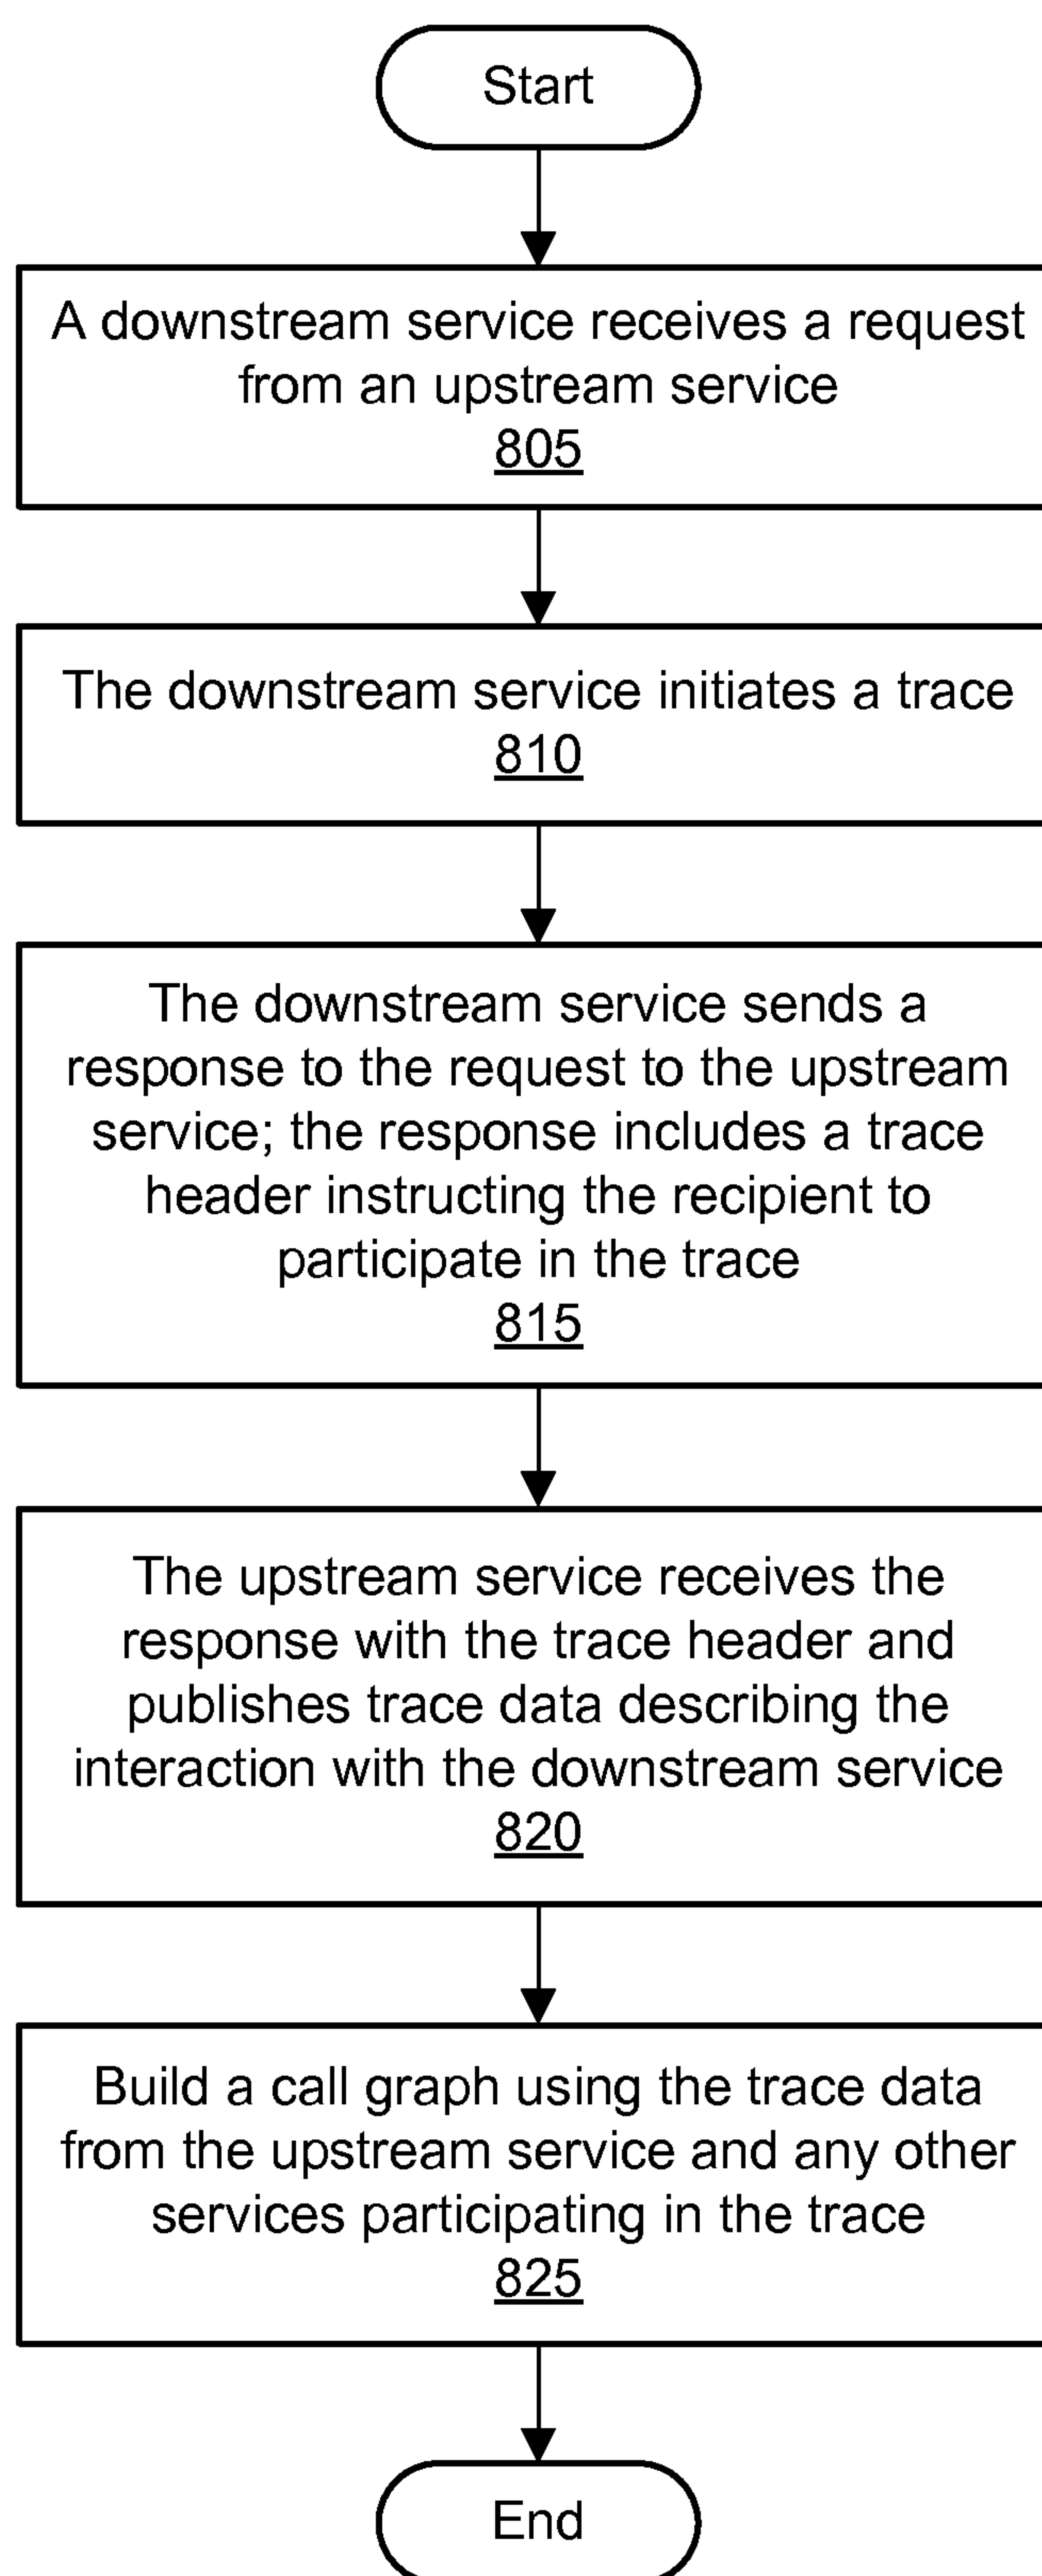 Start
A downstream service receives a request
from an upstream service
805
The downstream service initiates a trace
810
The downstream service sends a
response to the request to the upstream
service; the response includes a trace
header instructing the recipient to
participate in the trace
815
The upstream service receives the
response with the trace header and
publishes trace data describing the
interaction with the downstream service
820
Build a call graph using the trace data
from the upstream service and any other
services participating in the trace
825
End